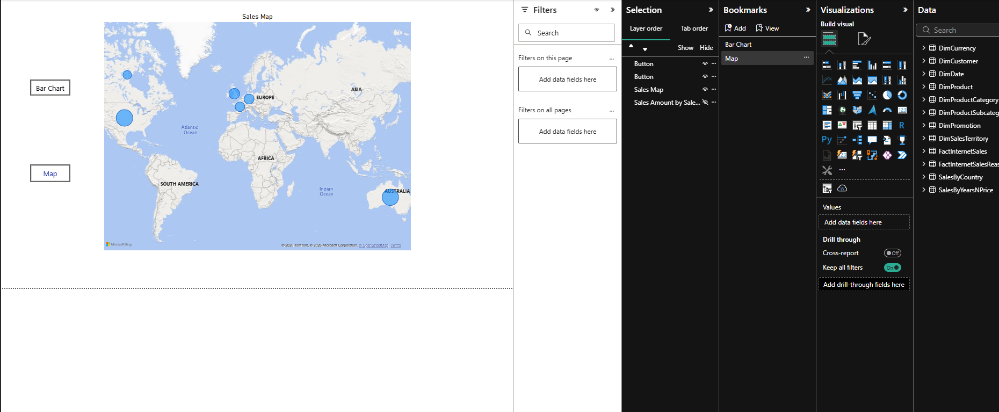 Sales Map
Bar Chart
Map
ASIA
EUROPE
Atlantic
Ocean
AFRICA
SOUTH AMERICA
Indian
Ocean
AUSTRALIA
Microsoft Bing
© 2026 TomTom, © 2026 Microsoft Corporation, © OpenStreetMap Terms
Filters
Search
Filters on this page
Add data fields here
Filters on all pages
Add data fields here
Selection
Layer order Tab order
Show Hide
Button
Button
Sales Map
Sales Amount by Sale...
Bookmarks
Add View
Bar Chart
Map
Visualizations
Build visual
123
R
Py
123
Values
Add data fields here
Drill through
Cross-report Off
Keep all filters On
Add drill-through fields here
Data
Search
DimCurrency
DimCustomer
DimDate
DimProduct
DimProductCategory
DimProductSubcateg
DimPromotion
DimSalesTerritory
FactInternetSales
FactInternetSalesReas
SalesByCountry
SalesByYearsNPrice